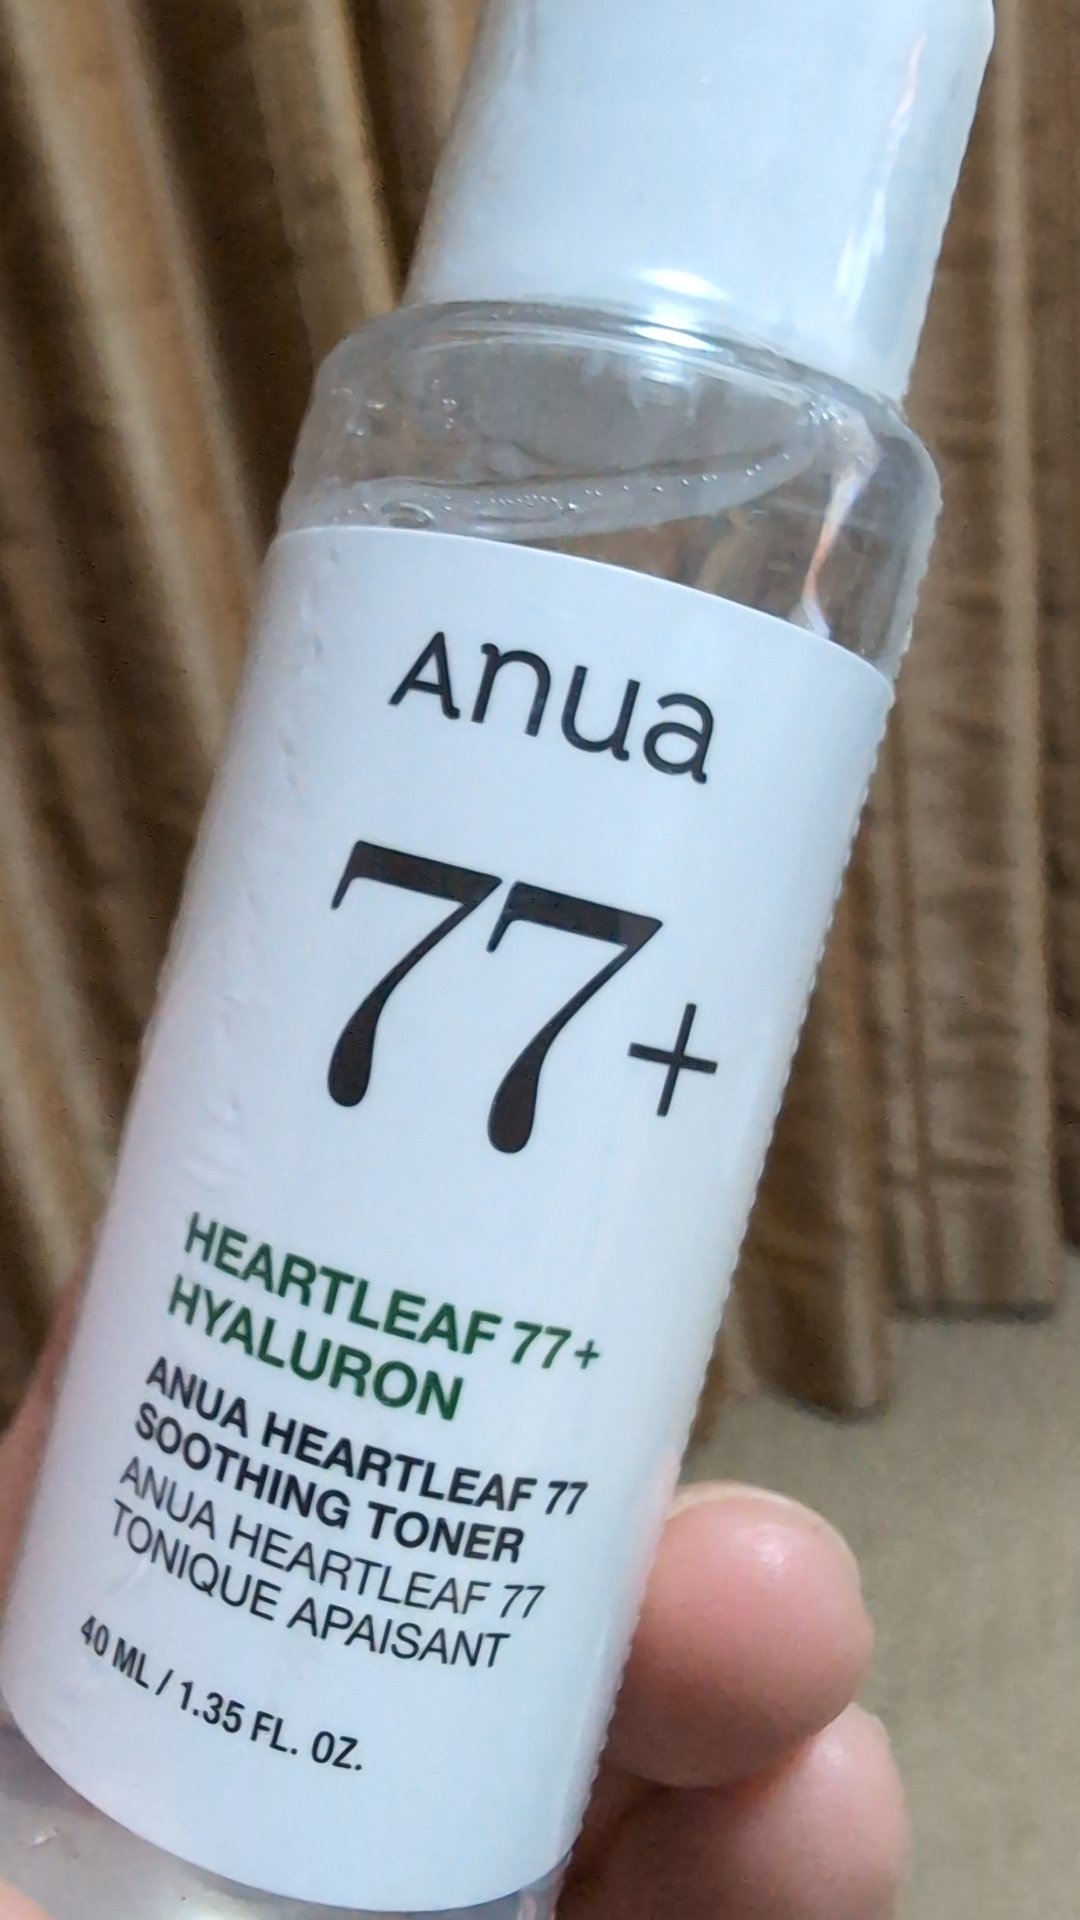 Anua
77+
HEARTLEAF 77+
HYALURON
ANUA HEARTLEAF 77
SOOTHING TONER
ANUA HEARTLEAF 77
TONIQUE APAISANT
40 ML / 1.35 FL. OZ.